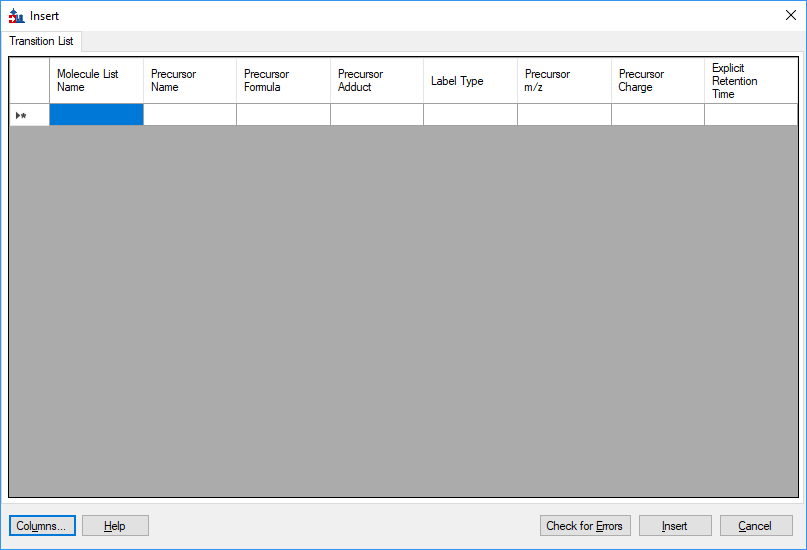 Insert
Transition List
Molecule List
Name
Precursor
Name
Precursor
Formula
Precursor
Adduct
Label Type
Precursor
m/z
Precursor
Charge
Explicit
Retention
Time
Columns...
Help
Check for Errors
Insert
Cancel